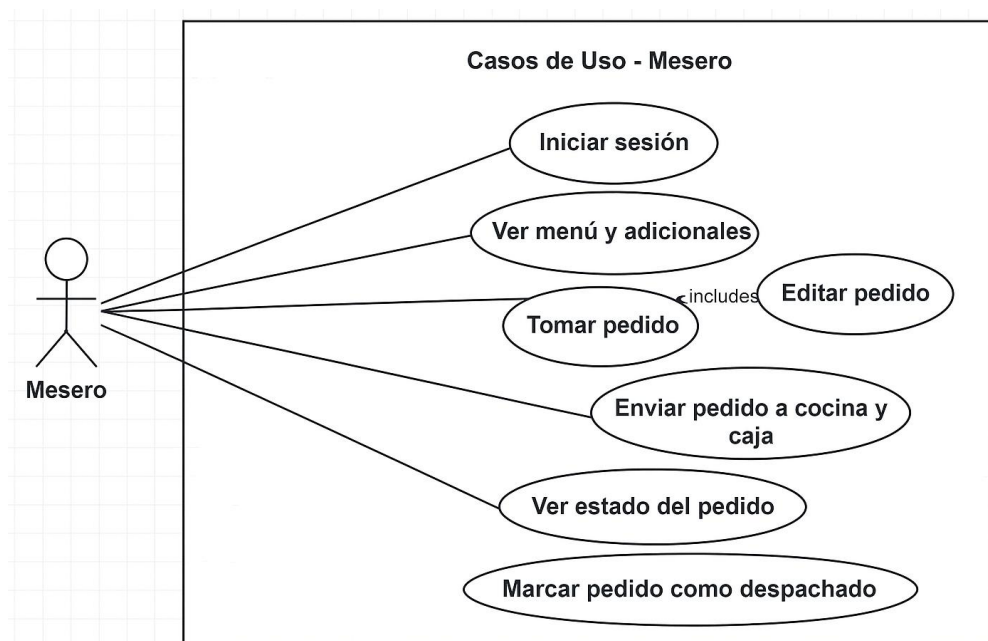 Casos de Uso - Mesero
Iniciar sesión
Ver menú y adicionales
includes
Editar pedido
Tomar pedido
Mesero
Enviar pedido a cocina y
caja
Ver estado del pedido
Marcar pedido como despachado